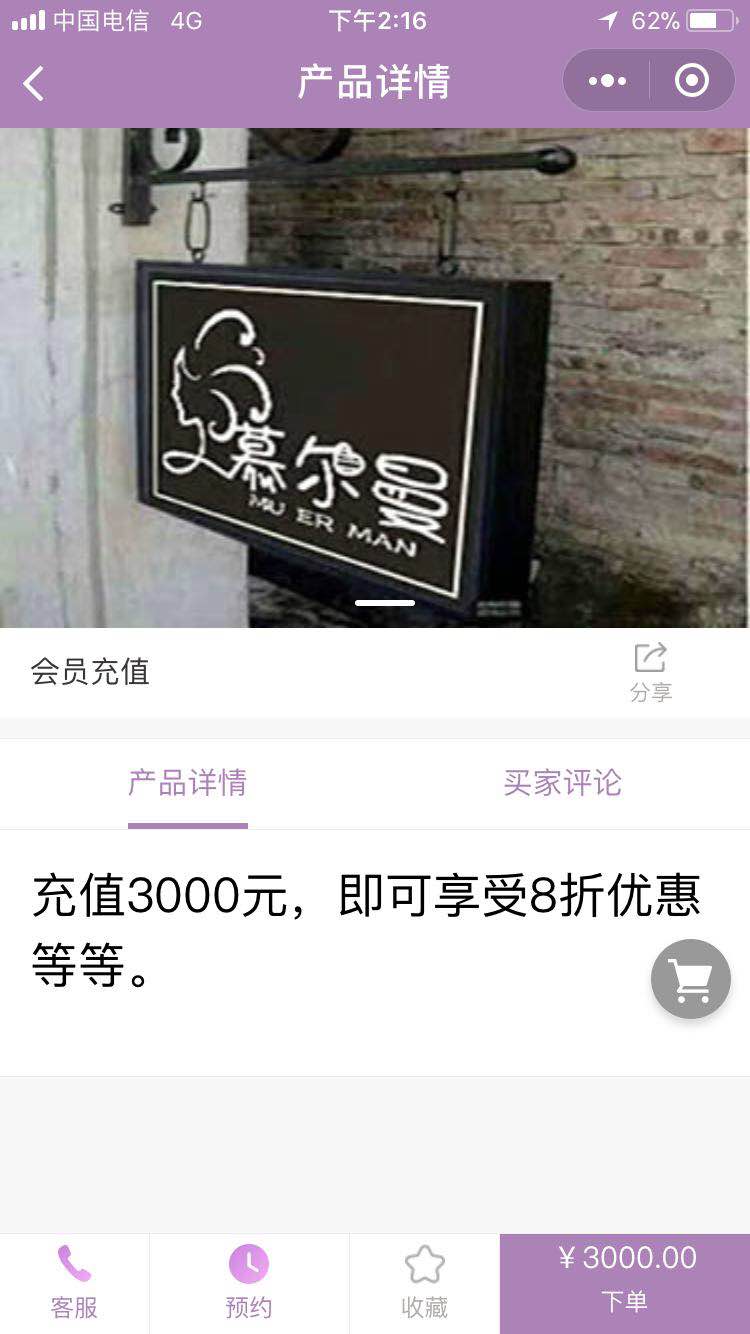 中国电信 4G 下午2:16 62%
产品详情
慕尔曼
MU ER MAN
会员充值
分享
产品详情 买家评论
充值3000元，即可享受8折优惠
等等。
¥3000.00
客服 预约 收藏 下单